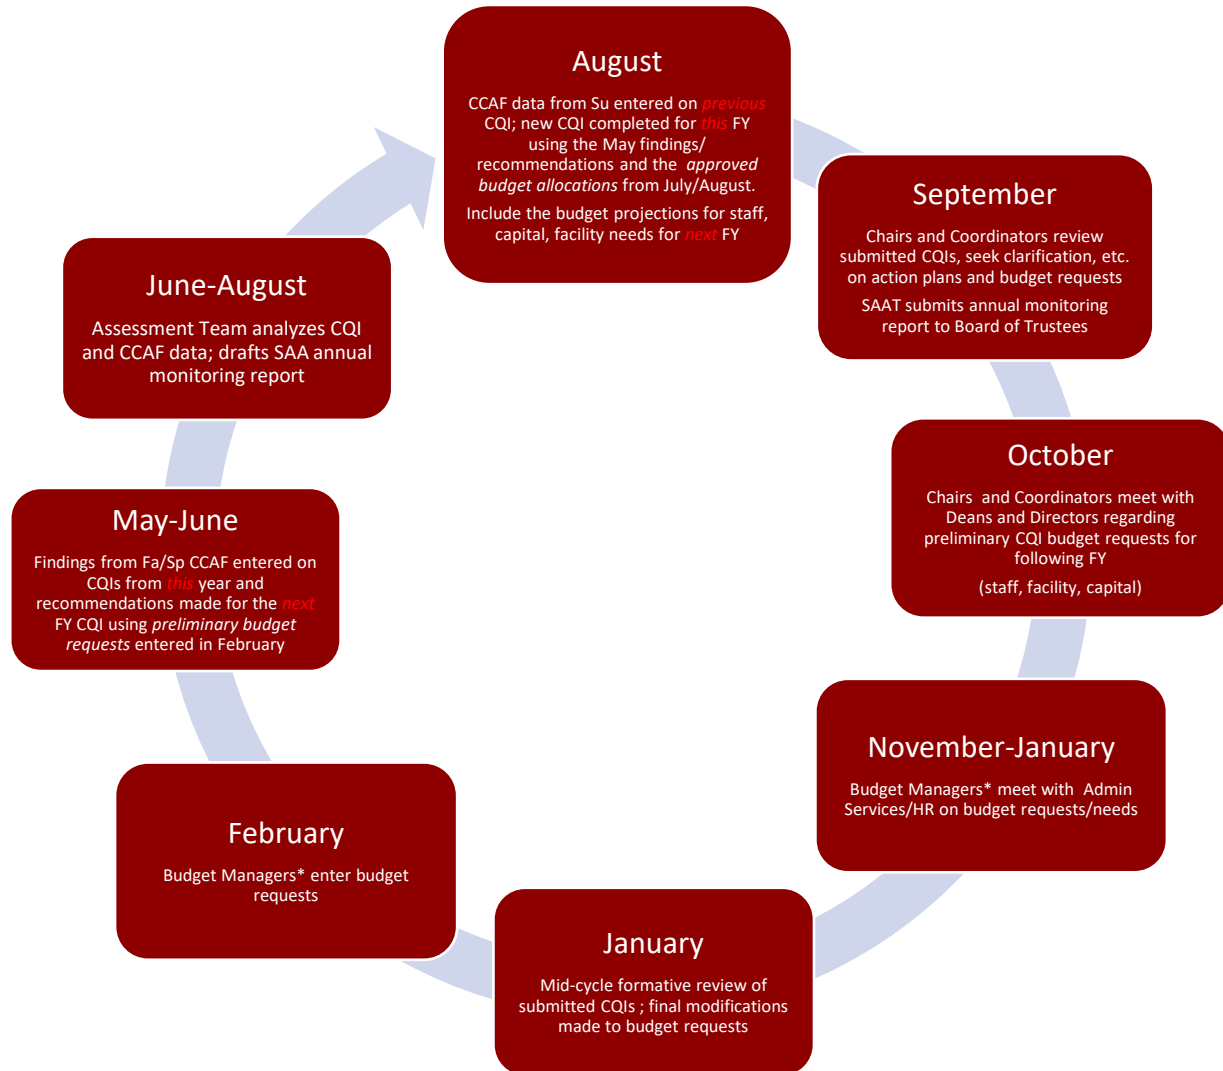 August
CCAF data from Su entered on previous
CQI; new CQI completed for this FY
using the May findings/
recommendations and the approved
budget allocations from July/August.
Include the budget projections for staff,
capital, facility needs for next FY
September
Chairs and Coordinators review
submitted CQIs, seek clarification, etc.
on action plans and budget requests
SAAT submits annual monitoring
report to Board of Trustees
October
Chairs and Coordinators meet with
Deans and Directors regarding
preliminary CQI budget requests for
following FY
(staff, facility, capital)
November-January
Budget Managers* meet with Admin
Services/HR on budget requests/needs
January
Mid-cycle formative review of
submitted CQIs ; final modifications
made to budget requests
February
Budget Managers* enter budget
requests
May-June
Findings from Fa/Sp CCAF entered on
CQIs from this year and
recommendations made for the next
FY CQI using preliminary budget
requests entered in February
June-August
Assessment Team analyzes CQI
and CCAF data; drafts SAA annual
monitoring report